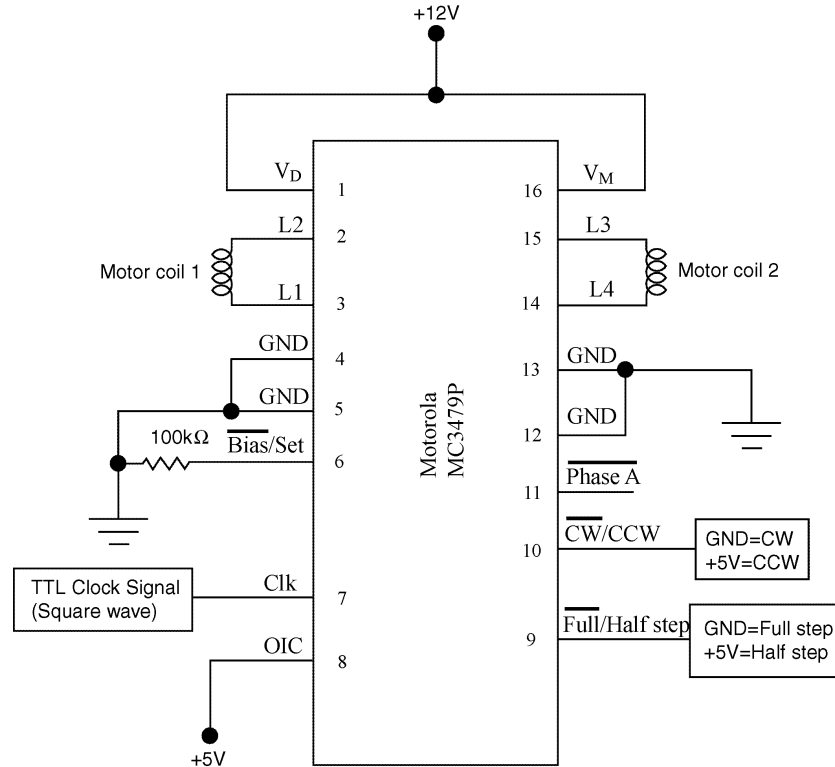 +12V
VD
1
16
VM
L2
2
15
L3
Motor coil 1
Motor coil 2
L1
3
14
L4
GND
4
13
GND
GND
5
12
GND
100kΩ
Bias/Set
6
Motorola
MC3479P
11
Phase A
10
CW/CCW
GND=CW
+5V=CCW
TTL Clock Signal
(Square wave)
Clk
7
9
Full/Half step
GND=Full step
+5V=Half step
OIC
8
+5V